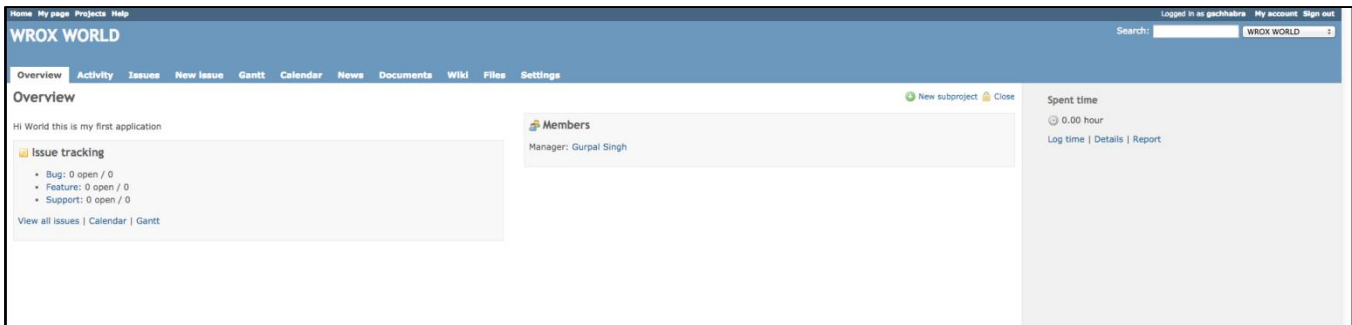 Home My page Projects Help
Logged in as gschhabra My account Sign out
WROX WORLD
Search: WROX WORLD
Overview Activity Issues New issue Gantt Calendar News Documents Wiki Files Settings
Overview
New subproject Close
Hi World this is my first application
Issue tracking
Bug: 0 open / 0
Feature: 0 open / 0
Support: 0 open / 0
View all issues | Calendar | Gantt
Members
Manager: Gurpal Singh
Spent time
0.00 hour
Log time | Details | Report